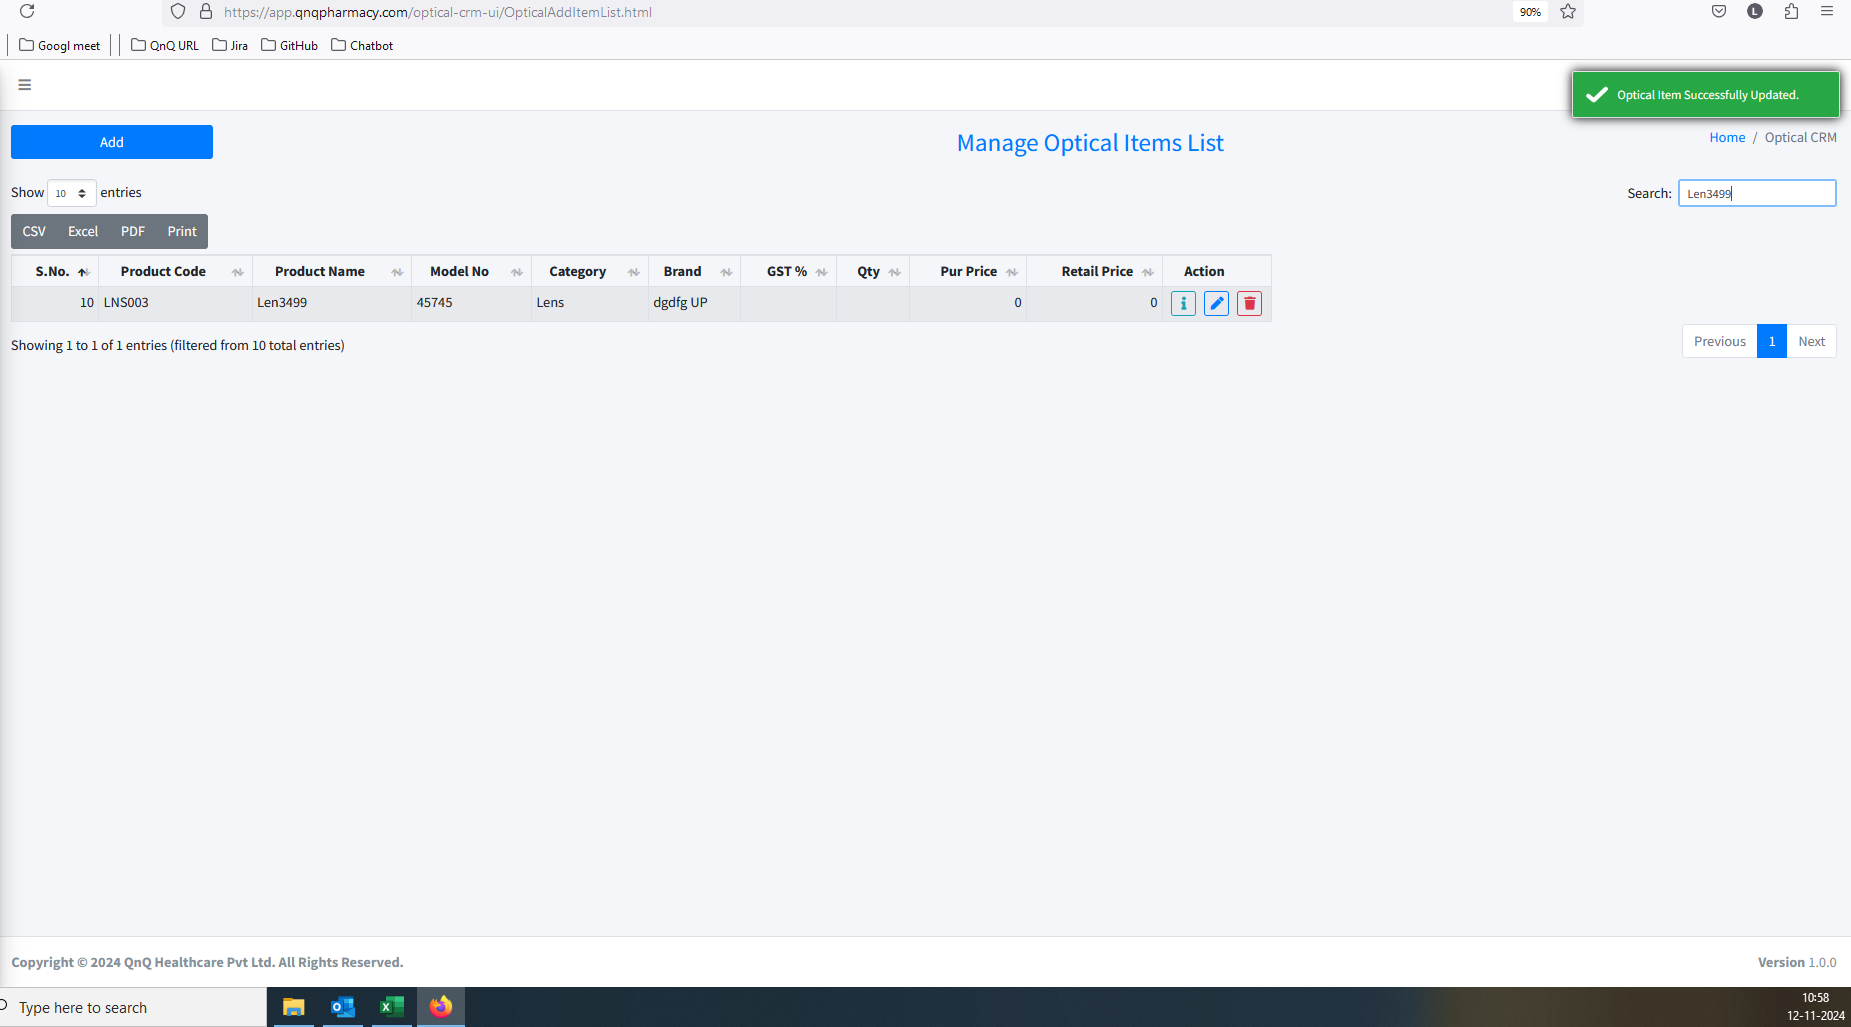 https://app.qnqpharmacy.com/optical-crm-ui/OpticalAddItemList.html 90% L
Googl meet QnQ URL Jira GitHub Chatbot
Optical Item Successfully Updated.
Add Manage Optical Items List Home / Optical CRM
Show 10 entries Search: Len3499
CSV Excel PDF Print
S.No. Product Code Product Name Model No Category Brand GST % Qty Pur Price Retail Price Action
10 LNS003 Len3499 45745 Lens dgdfg UP 0 0
Showing 1 to 1 of 1 entries (filtered from 10 total entries) Previous 1 Next
Copyright © 2024 QnQ Healthcare Pvt Ltd. All Rights Reserved. Version 1.0.0
Type here to search 10:58
12-11-2024